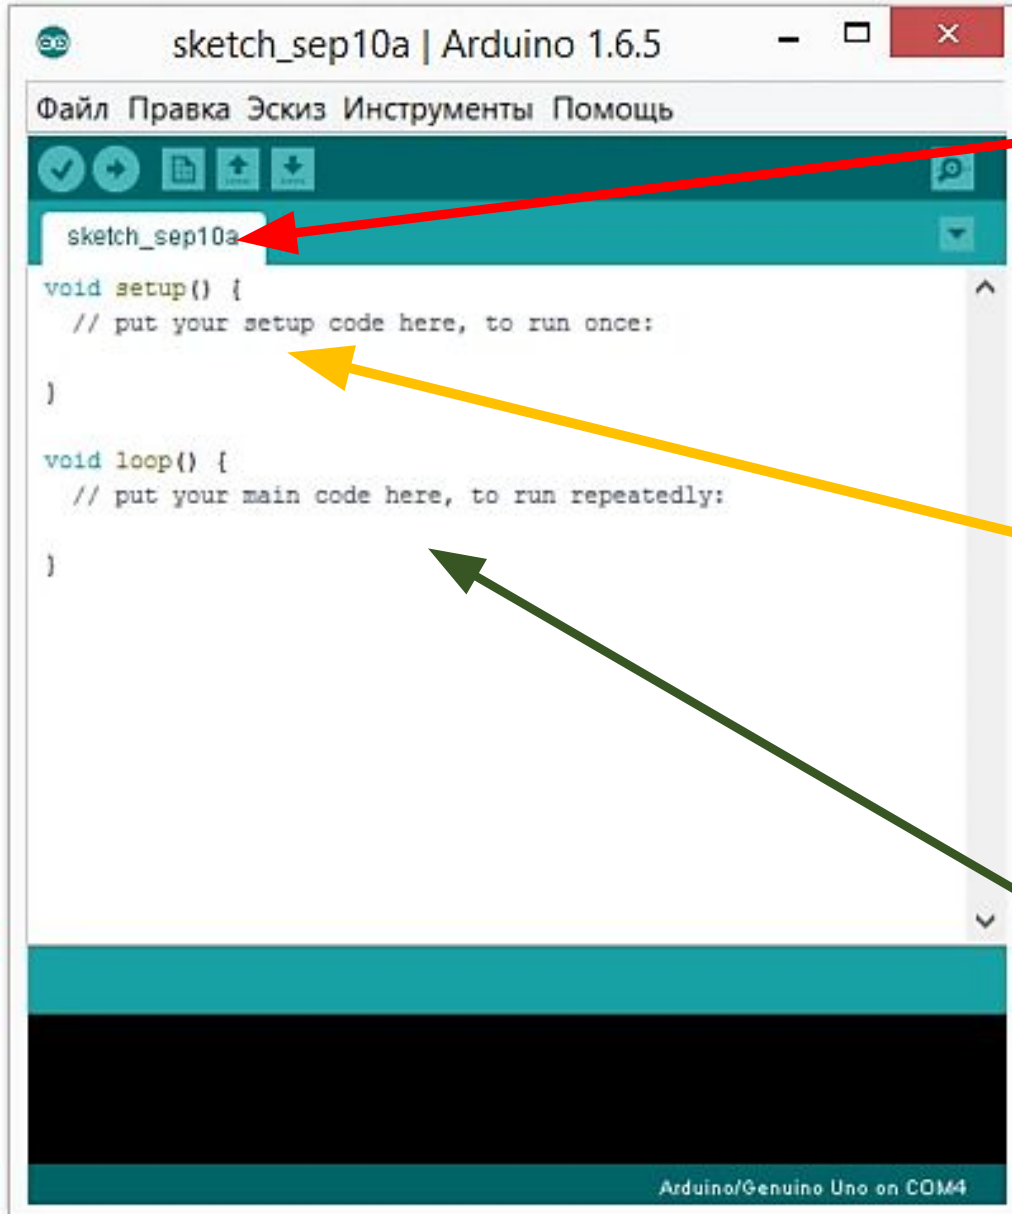 sketch_sep10a | Arduino 1.6.5
Файл Правка Эскиз Инструменты Помощь
sketch_sep10a
void setup() {
  // put your setup code here, to run once:
}
void loop() {
  // put your main code here, to run repeatedly:
}
Arduino/Genuino Uno on COM4